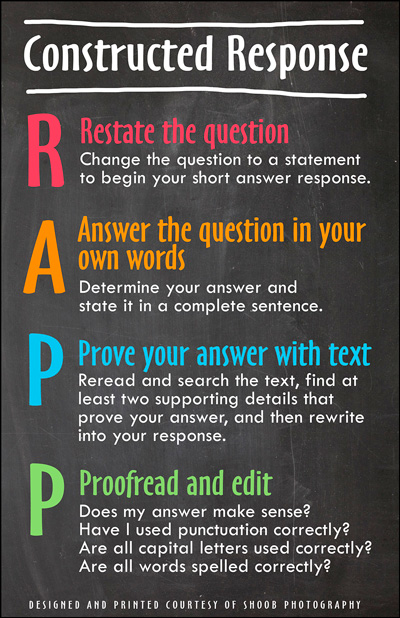 Constructed Response
R
Restate the question
Change the question to a statement
to begin your short answer response.
A
Answer the question in your
own words
Determine your answer and
state it in a complete sentence.
P
Prove your answer with text
Reread and search the text, find at
least two supporting details that
prove your answer, and then rewrite
into your response.
P
Proofread and edit
Does my answer make sense?
Have I used punctuation correctly?
Are all capital letters used correctly?
Are all words spelled correctly?
DESIGNED AND PRINTED COURTESY OF SHOOB PHOTOGRAPHY